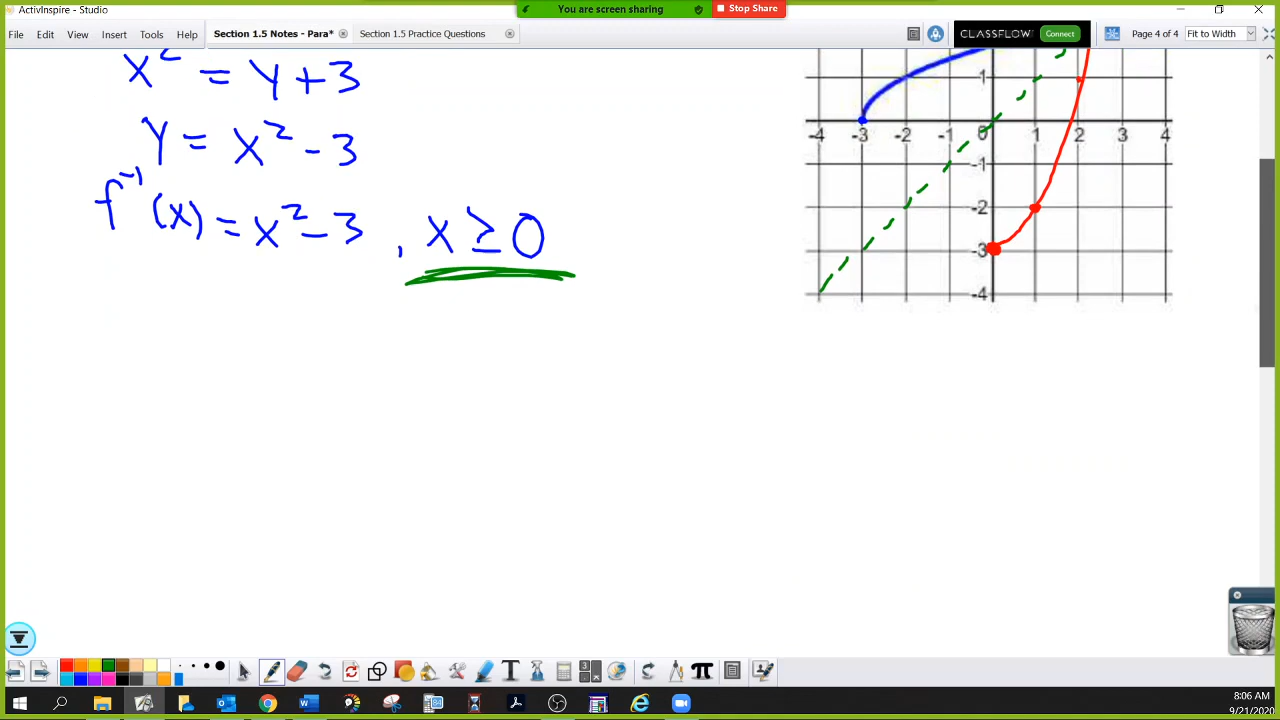 ActivInspire - Studio
You are screen sharing
Stop Share
File Edit View Insert Tools Help
Section 1.5 Notes - Para*
Section 1.5 Practice Questions
CLASSFLOW
Connect
Page 4 of 4
Fit to Width
x² = y + 3
y = x² - 3
f⁻¹(x) = x² - 3 , x ≥ 0
1
-4 -3 -2 -1 0 1 2 3 4
-1
-2
-3
-4
T
3
π
W
8:06 AM
9/21/2020